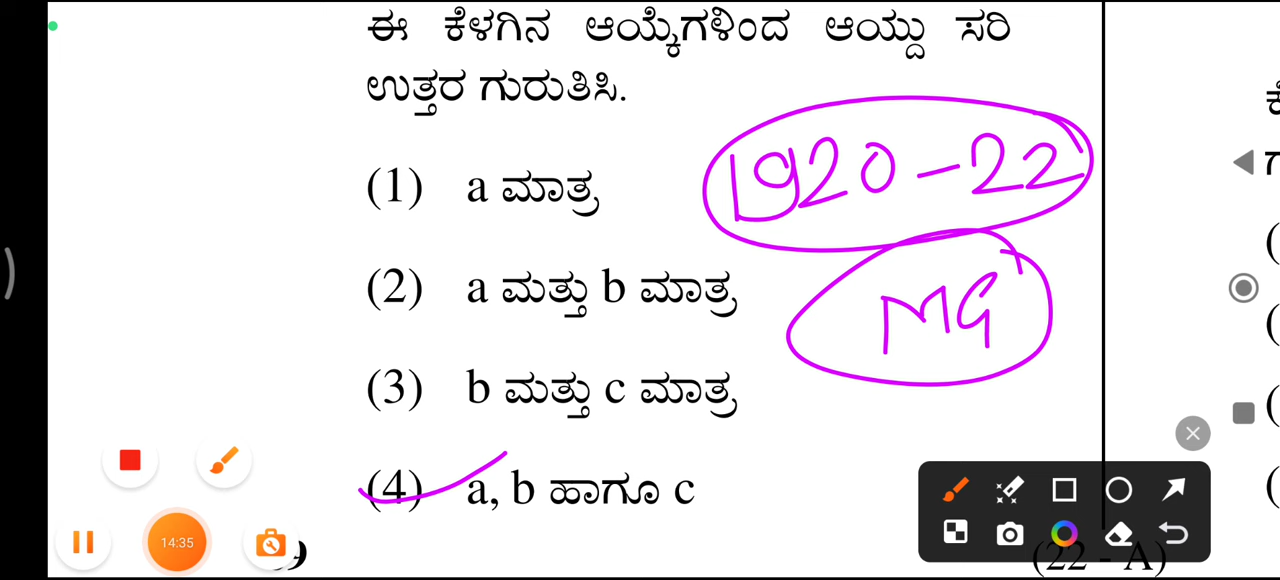 ಈ ಕೆಳಗಿನ ಆಯ್ಕೆಗಳಿಂದ ಆಯ್ದು ಸರಿ
ಉತ್ತರ ಗುರುತಿಸಿ.
1920-22
(1) a ಮಾತ್ರ
(2) a ಮತ್ತು b ಮಾತ್ರ
MG
(3) b ಮತ್ತು c ಮಾತ್ರ
(4) a, b ಹಾಗೂ c
14:35
(22 - A)